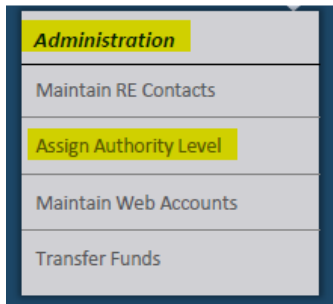 Administration
Maintain RE Contacts
Assign Authority Level
Maintain Web Accounts
Transfer Funds